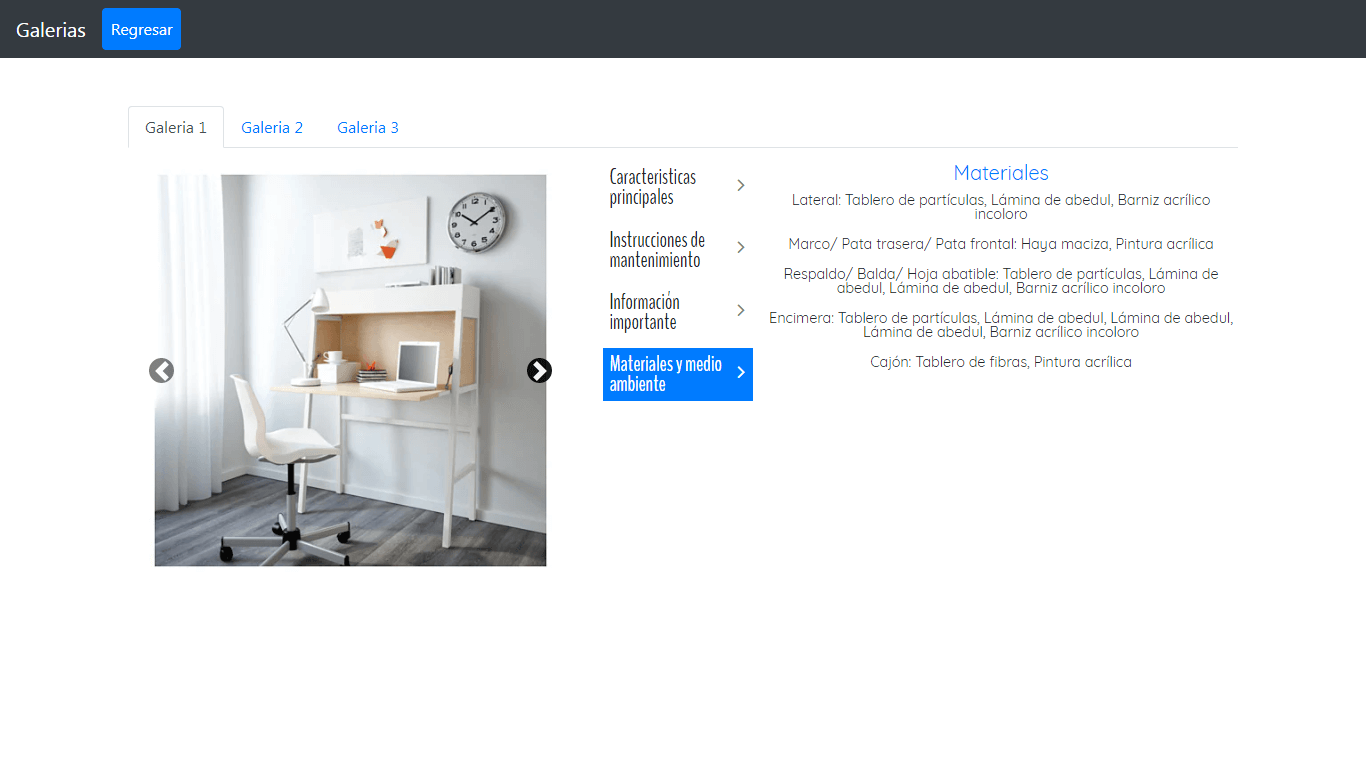 Galerias
Regresar
Galeria 1
Galeria 2
Galeria 3
Caracteristicas
principales
Instrucciones de
mantenimiento
Información
importante
Materiales y medio
ambiente
Materiales
Lateral: Tablero de partículas, Lámina de abedul, Barniz acrílico
incoloro
Marco/ Pata trasera/ Pata frontal: Haya maciza, Pintura acrílica
Respaldo/ Balda/ Hoja abatible: Tablero de partículas, Lámina de
abedul, Lámina de abedul, Barniz acrílico incoloro
Encimera: Tablero de partículas, Lámina de abedul, Lámina de abedul,
Lámina de abedul, Barniz acrílico incoloro
Cajón: Tablero de fibras, Pintura acrílica